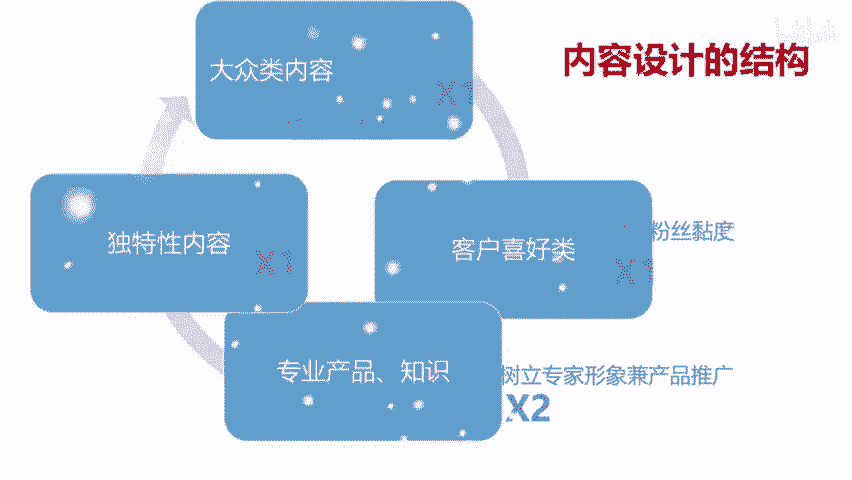 LALA
内容设计的结构
大众类内容
X1
独特性内容
X1
客户喜好类
X1
粉丝黏度
专业产品、知识
树立专家形象兼产品推广
X2